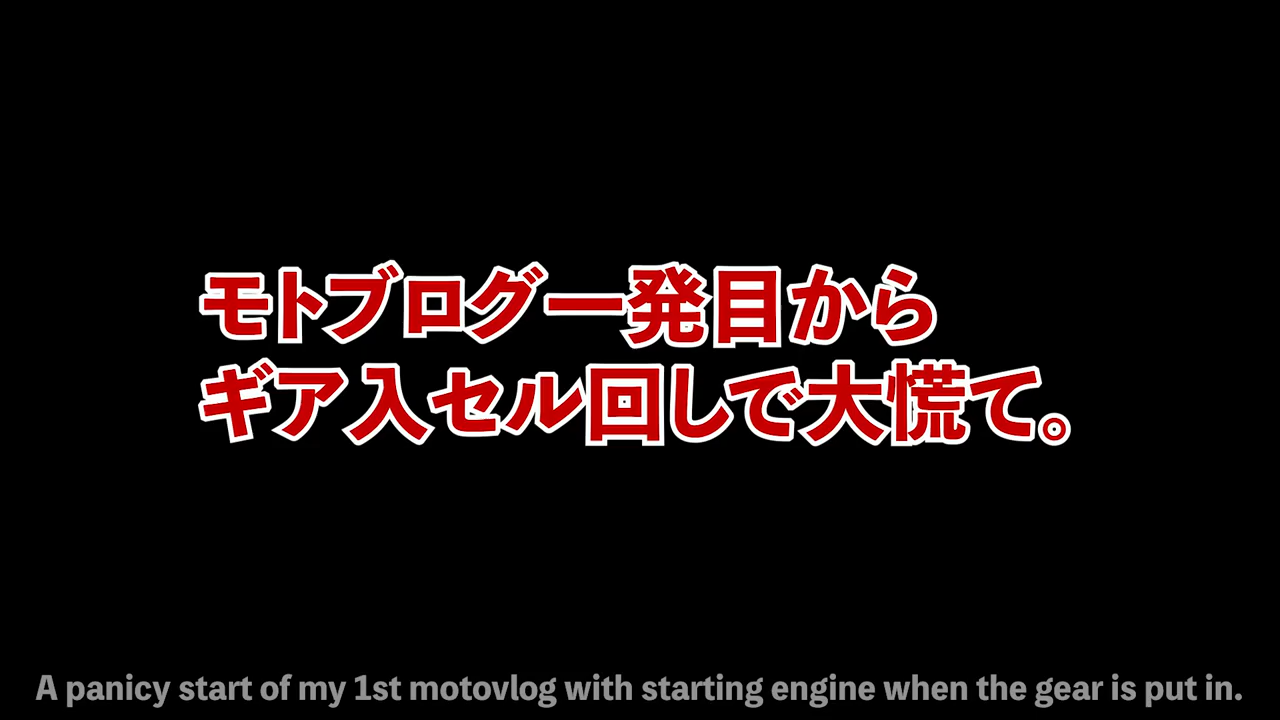 モトブログ一発目から
ギア入セル回しで大慌て。
A panicy start of my 1st motovlog with starting engine when the gear is put in.